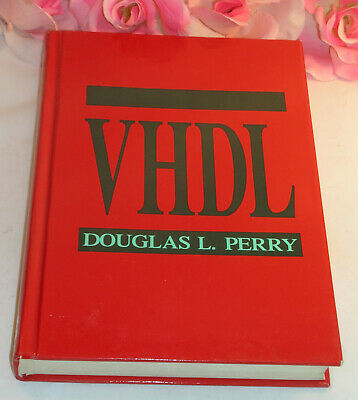 VHDL
DOUGLAS L. PERRY